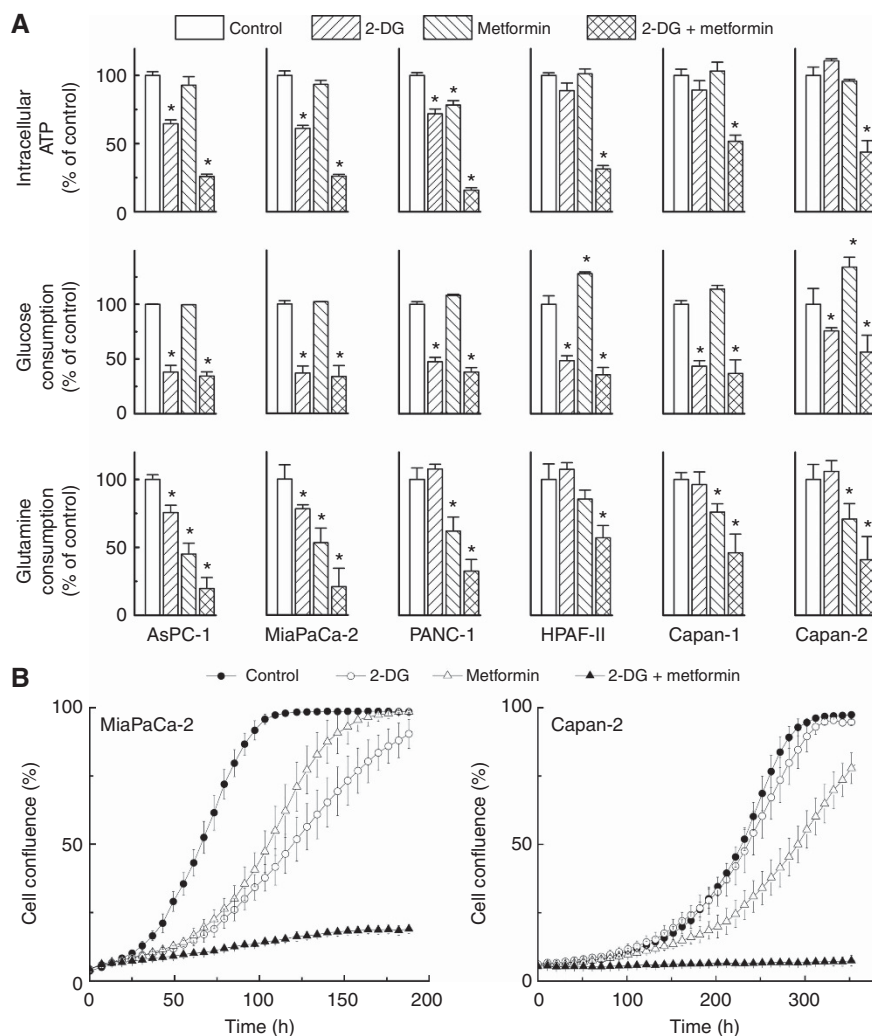 A
Control 2-DG Metformin 2-DG + metformin
Intracellular
ATP
(% of control)
100
50
0
* * * * * * * * *
Glucose
consumption
(% of control)
100
50
0
* * * * * * * * * * * * * *
Glutamine
consumption
(% of control)
100
50
0
* * * * * * * * * * * * *
AsPC-1 MiaPaCa-2 PANC-1 HPAF-II Capan-1 Capan-2
B
Control 2-DG Metformin 2-DG + metformin
MiaPaCa-2
Cell confluence (%)
100
50
0
0 50 100 150 200
Time (h)
Capan-2
Cell confluence (%)
100
50
0
0 100 200 300
Time (h)